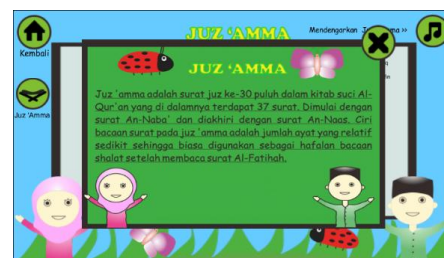 JUZ 'AMMA
Mendengarkan
Kembali
JUZ 'AMMA
Juz 'amma adalah surat juz ke-30 puluh dalam kitab suci Al-
Qur'an yang di dalamnya terdapat 37 surat. Dimulai dengan
surat An-Naba' dan diakhiri dengan surat An-Naas. Ciri
bacaan surat pada juz 'amma adalah jumlah ayat yang relatif
sedikit sehingga biasa digunakan sebagai hafalan bacaan
shalat setelah membaca surat Al-Fatihah.
Juz 'Amma